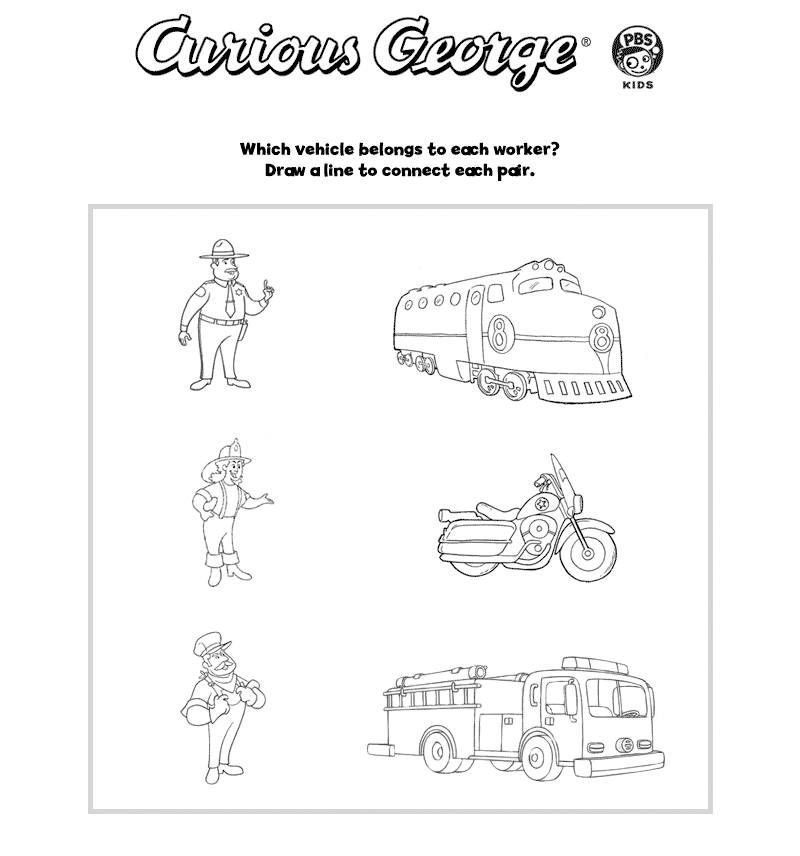 Curious George®
PBS
KIDS
Which vehicle belongs to each worker?
Draw a line to connect each pair.
8
8